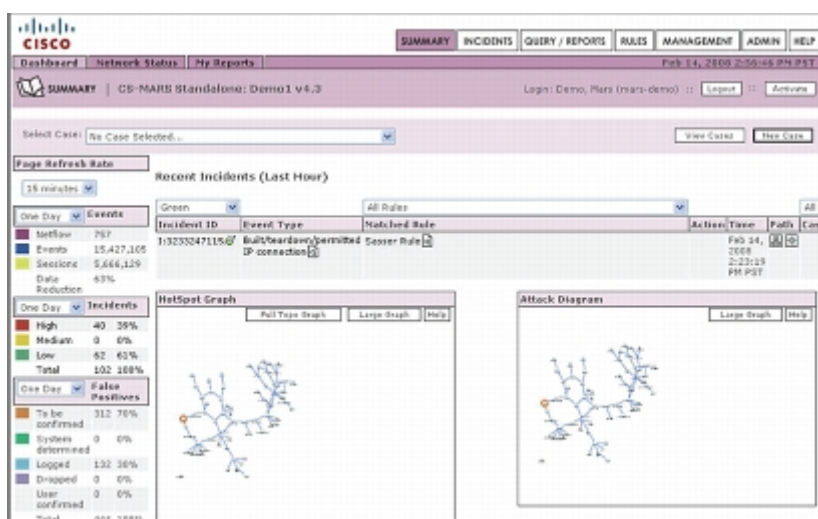 CISCO
SUMMARY INCIDENTS QUERY / REPORTS RULES MANAGEMENT ADMIN HELP
Dashboard Network Status My Reports Feb 14, 2008 2:56:46 PM PST
SUMMARY | CS-MARS Standalone: Demo1 v4.3 Login: Demo, Mars (mars-demo) :: Logout :: Activate
Select Case: No Case Selected... View Cases New Case
Page Refresh Rate
15 minutes
Recent Incidents (Last Hour)
Green All Rules All
Incident ID Event Type Matched Rule Action Time Path Cas
I:3233247115 Built/teardown/permitted IP connection Sasser Rule Feb 14, 2008 2:23:19 PM PST
One Day Events
Netflow 757
Events 15,427,105
Sessions 5,666,129
Data Reduction 63%
One Day Incidents
High 40 39%
Medium 0 0%
Low 62 61%
Total 102 100%
One Day False Positives
To be confirmed 312 70%
System determined 0 0%
Logged 132 30%
Dropped 0 0%
User confirmed 0 0%
Total 100%
HotSpot Graph
Full Topo Graph Large Graph Help
Attack Diagram
Large Graph Help